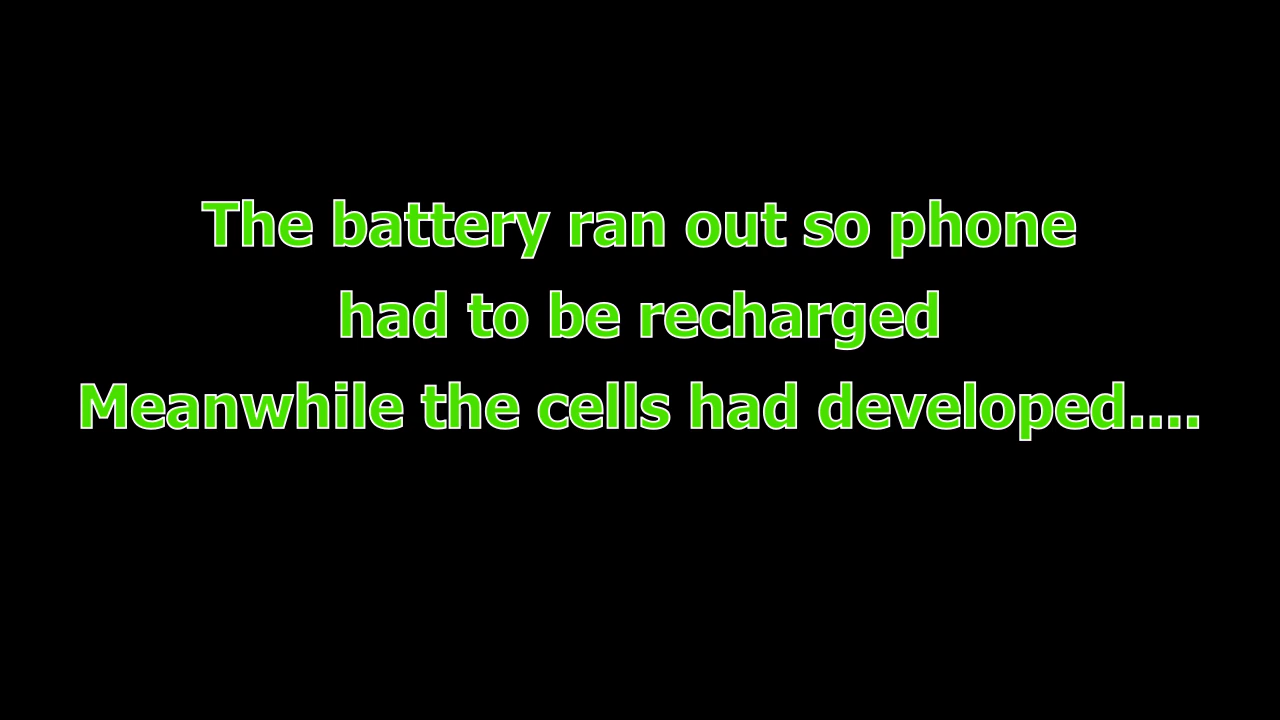 The battery ran out so phone
had to be recharged
Meanwhile the cells had developed....